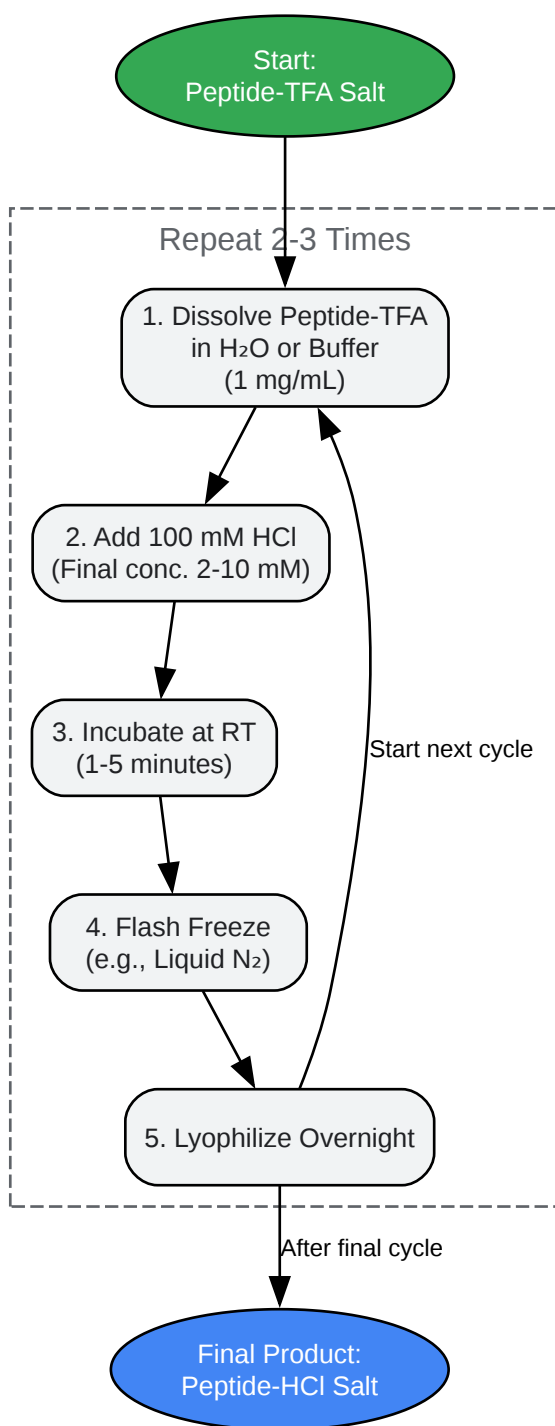 Start:
Peptide-TFA Salt
Repeat 2-3 Times
1. Dissolve Peptide-TFA
in H₂O or Buffer
(1 mg/mL)
2. Add 100 mM HCl
(Final conc. 2-10 mM)
3. Incubate at RT
(1-5 minutes)
Start next cycle
4. Flash Freeze
(e.g., Liquid N₂)
5. Lyophilize Overnight
After final cycle
Final Product:
Peptide-HCl Salt